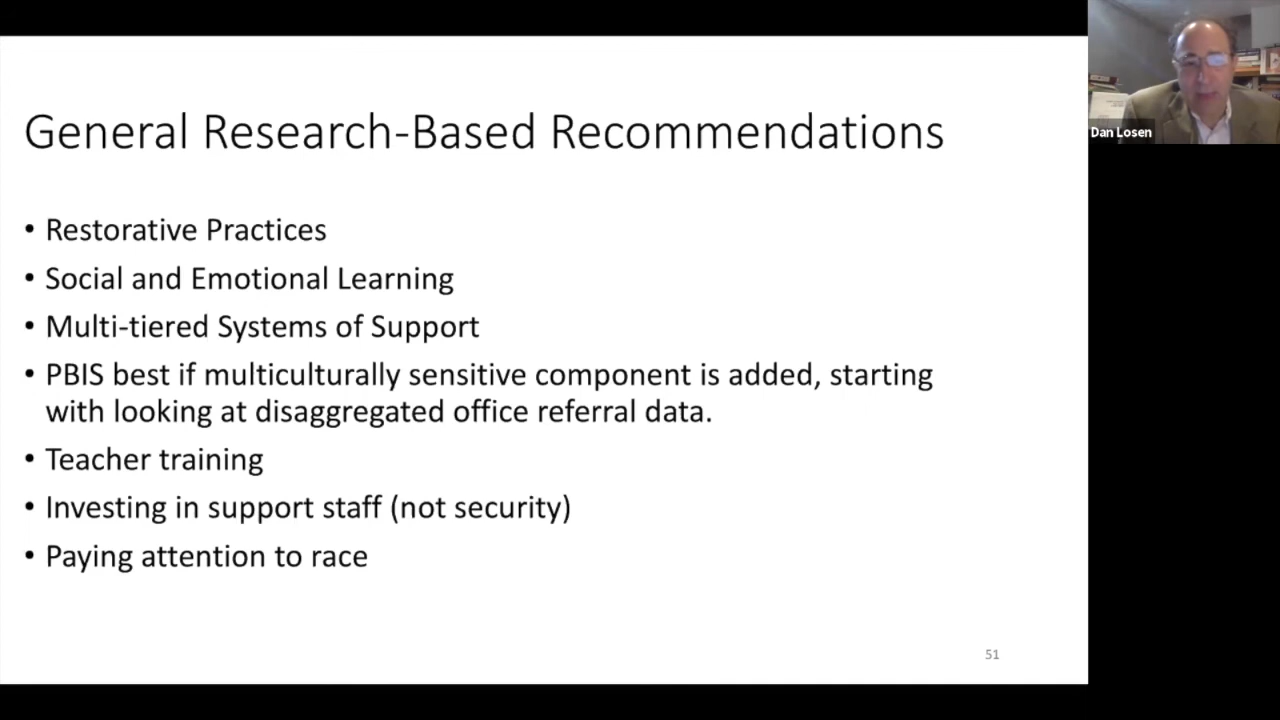 General Research-Based Recommendations
• Restorative Practices
• Social and Emotional Learning
• Multi-tiered Systems of Support
• PBIS best if multiculturally sensitive component is added, starting
with looking at disaggregated office referral data.
• Teacher training
• Investing in support staff (not security)
• Paying attention to race
51
Dan Losen